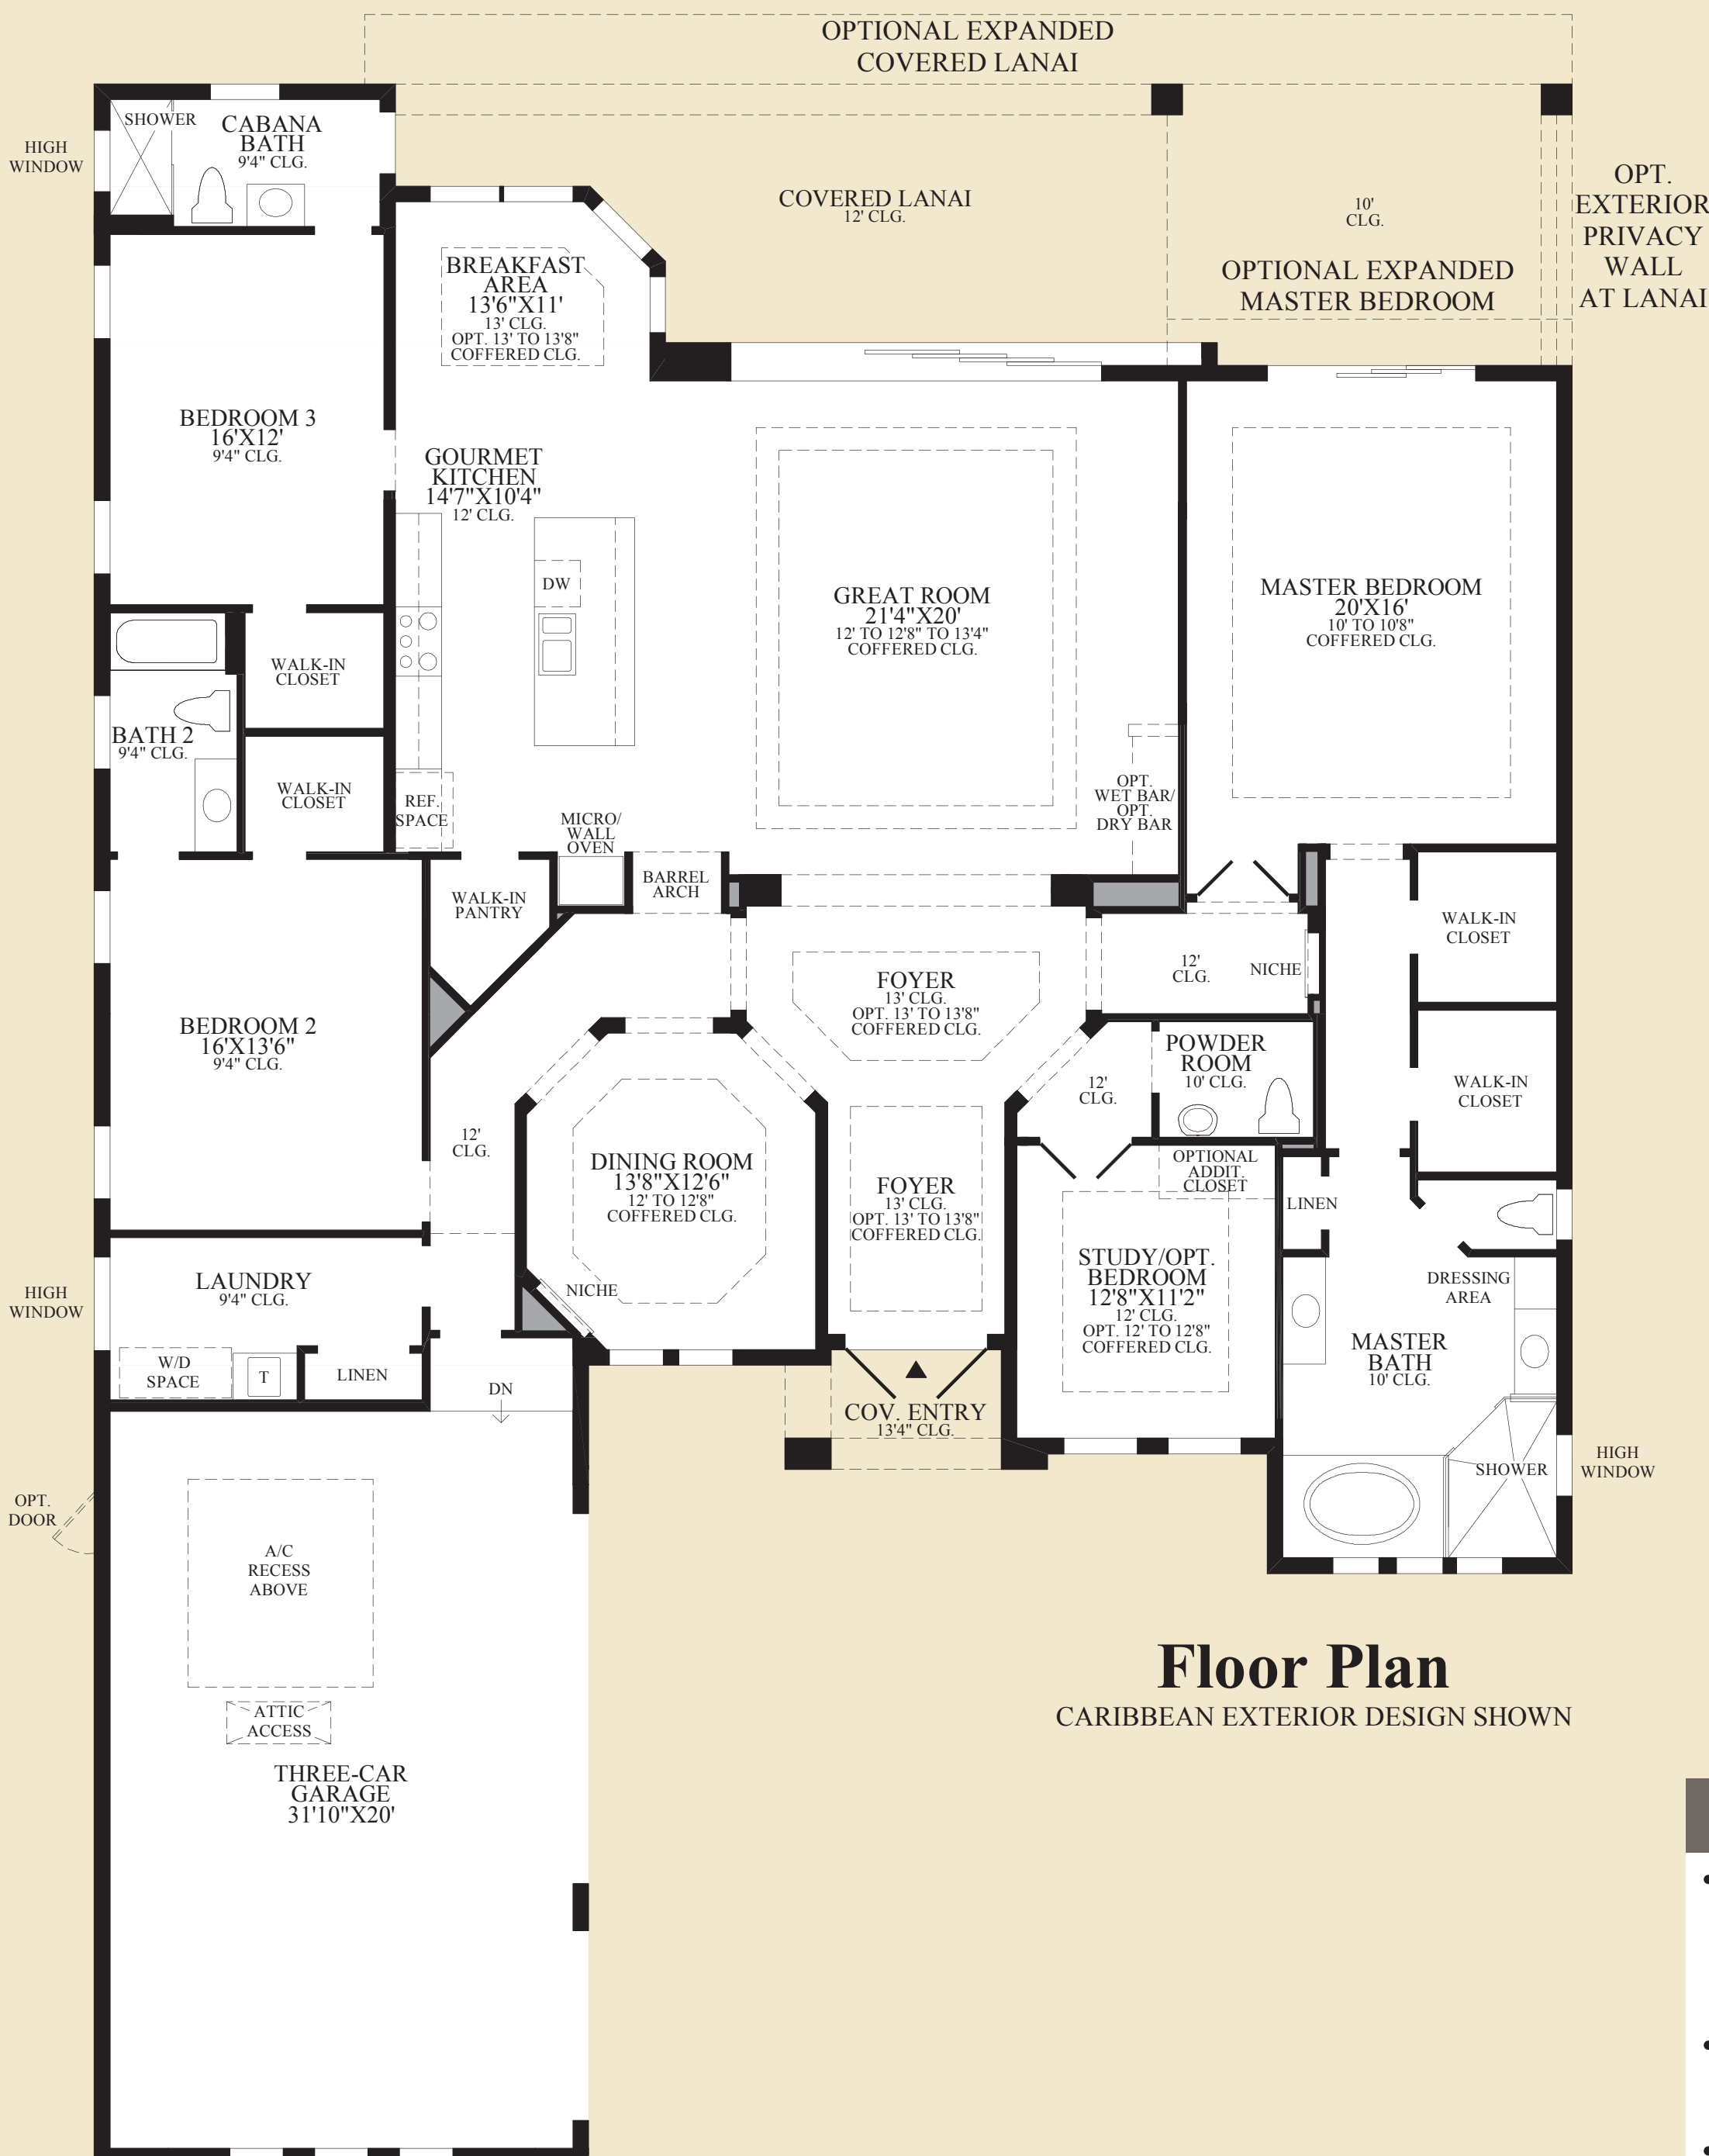 OPTIONAL EXPANDED
COVERED LANAI
SHOWER
CABANA
BATH
9'4" CLG.
HIGH
WINDOW
COVERED LANAI
12' CLG.
10'
CLG.
OPT.
EXTERIOR
PRIVACY
WALL
AT LANAI
OPTIONAL EXPANDED
MASTER BEDROOM
BREAKFAST
AREA
13'6"X11'
13' CLG.
OPT. 13' TO 13'8"
COFFERED CLG.
BEDROOM 3
16'X12'
9'4" CLG.
GOURMET
KITCHEN
14'7"X10'4"
12' CLG.
DW
GREAT ROOM
21'4"X20'
12' TO 12'8" TO 13'4"
COFFERED CLG.
MASTER BEDROOM
20'X16'
10' TO 10'8"
COFFERED CLG.
WALK-IN
CLOSET
BATH 2
9'4" CLG.
WALK-IN
CLOSET
REF.
SPACE
MICRO/
WALL
OVEN
OPT.
WET BAR/
OPT.
DRY BAR
BARREL
ARCH
WALK-IN
PANTRY
WALK-IN
CLOSET
FOYER
13' CLG.
OPT. 13' TO 13'8"
COFFERED CLG.
12'
CLG.
NICHE
BEDROOM 2
16'X13'6"
9'4" CLG.
POWDER
ROOM
10' CLG.
12'
CLG.
WALK-IN
CLOSET
12'
CLG.
DINING ROOM
13'8"X12'6"
12' TO 12'8"
COFFERED CLG.
FOYER
13' CLG.
OPT. 13' TO 13'8"
COFFERED CLG.
OPTIONAL
ADDIT.
CLOSET
LINEN
STUDY/OPT.
BEDROOM
12'8"X11'2"
12' CLG.
OPT. 12' TO 12'8"
COFFERED CLG.
LAUNDRY
9'4" CLG.
HIGH
WINDOW
NICHE
DRESSING
AREA
MASTER
BATH
10' CLG.
W/D
SPACE
T
LINEN
DN
COV. ENTRY
13'4" CLG.
SHOWER
HIGH
WINDOW
OPT.
DOOR
A/C
RECESS
ABOVE
ATTIC
ACCESS
THREE-CAR
GARAGE
31'10"X20'
Floor Plan
CARIBBEAN EXTERIOR DESIGN SHOWN